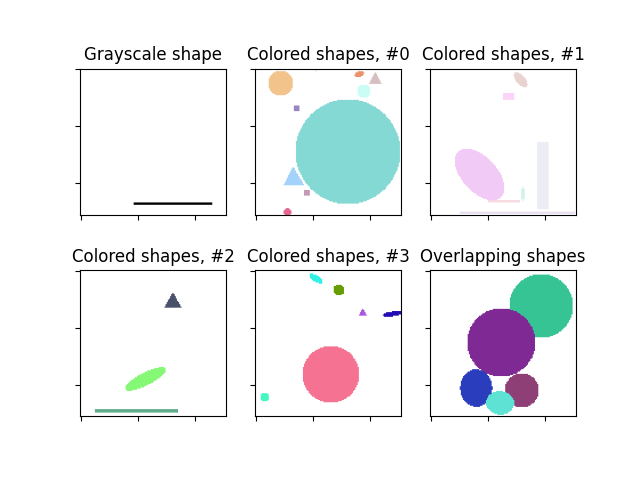 Grayscale shape
Colored shapes, #0
Colored shapes, #1
Colored shapes, #2
Colored shapes, #3
Overlapping shapes